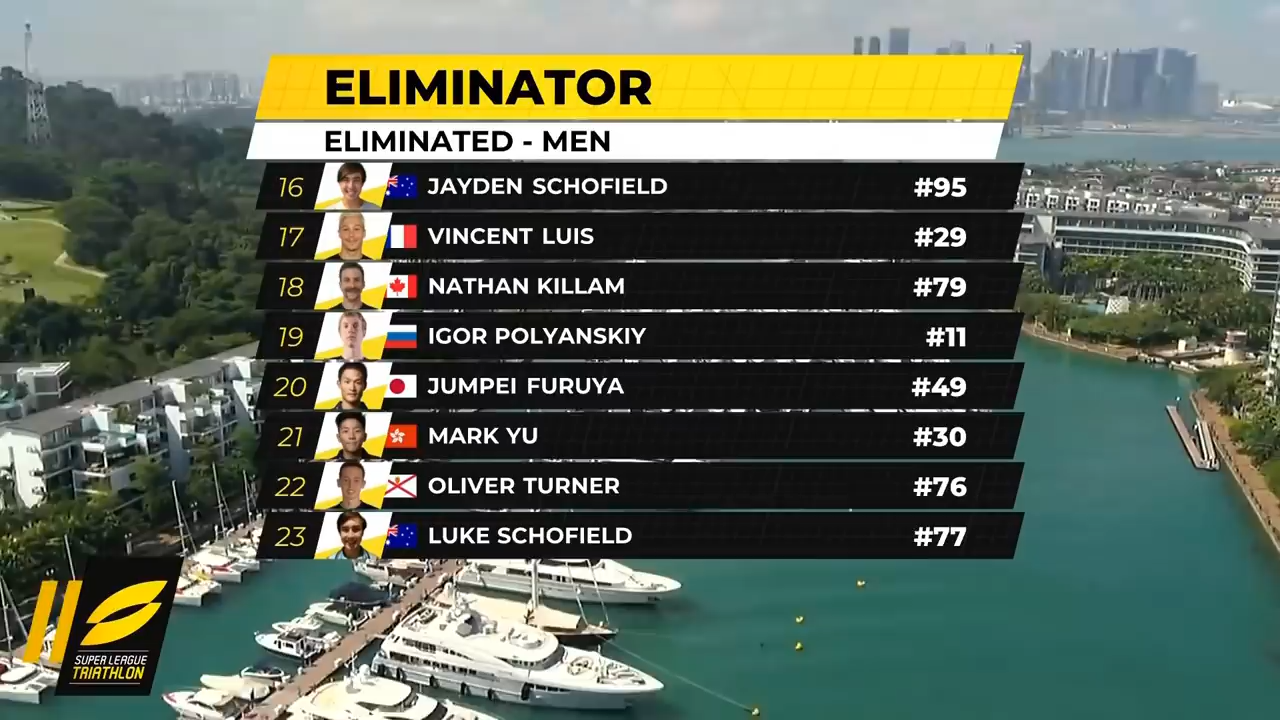 ELIMINATOR
ELIMINATED - MEN
16 JAYDEN SCHOFIELD #95
17 VINCENT LUIS #29
18 NATHAN KILLAM #79
19 IGOR POLYANSKIY #11
20 JUMPEI FURUYA #49
21 MARK YU #30
22 OLIVER TURNER #76
23 LUKE SCHOFIELD #77
SUPER LEAGUE
TRIATHLON